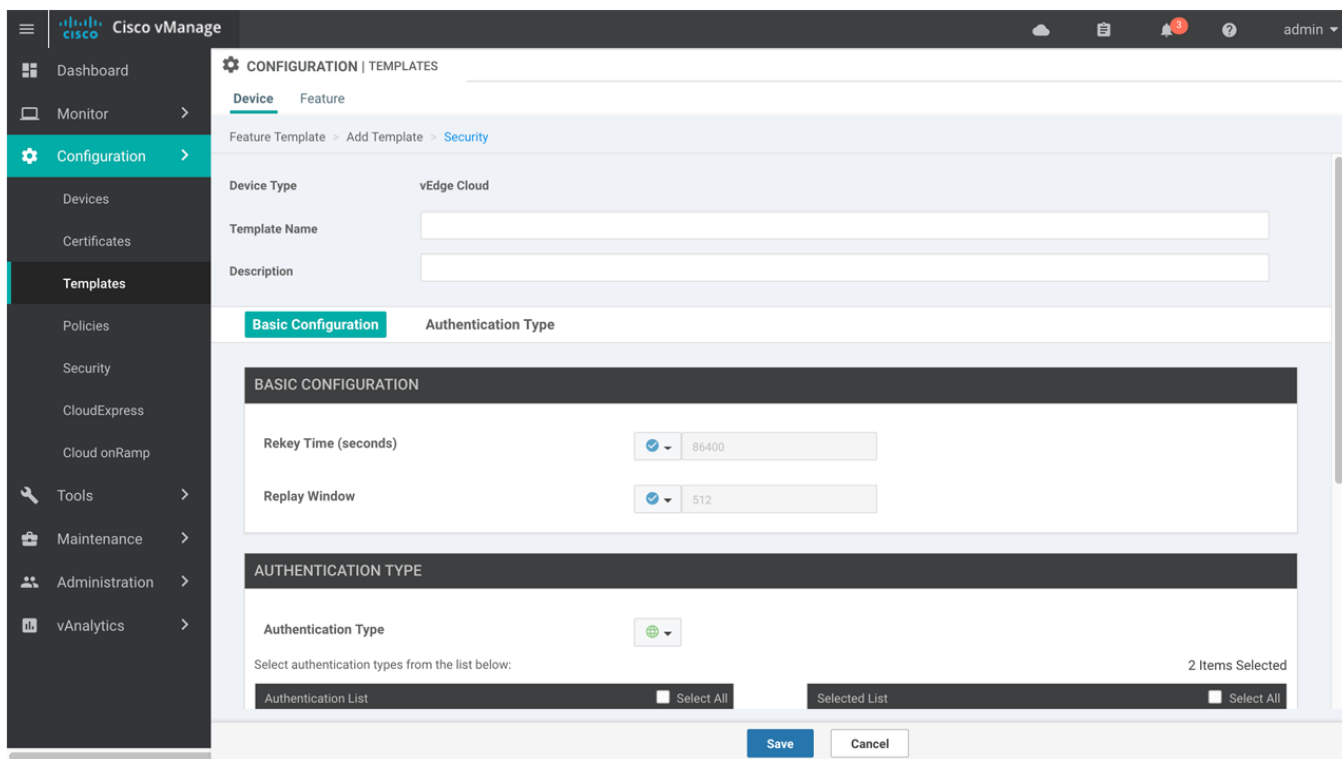 cisco Cisco vManage 3 admin
Dashboard
Monitor
Configuration
Devices
Certificates
Templates
Policies
Security
CloudExpress
Cloud onRamp
Tools
Maintenance
Administration
vAnalytics
CONFIGURATION | TEMPLATES
Device Feature
Feature Template > Add Template > Security
Device Type vEdge Cloud
Template Name
Description
Basic Configuration Authentication Type
BASIC CONFIGURATION
Rekey Time (seconds) 86400
Replay Window 512
AUTHENTICATION TYPE
Authentication Type
Select authentication types from the list below: 2 Items Selected
Authentication List Select All Selected List Select All
Save Cancel